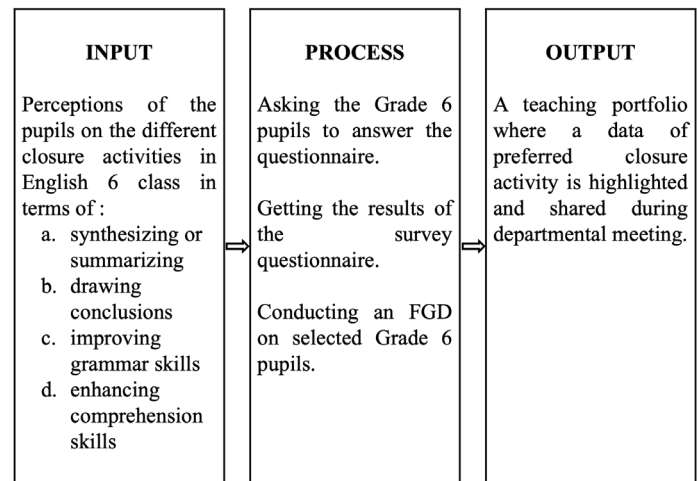 INPUT
Perceptions of the
pupils on the different
closure activities in
English 6 class in
terms of :
a. synthesizing or
summarizing
b. drawing
conclusions
c. improving
grammar skills
d. enhancing
comprehension
skills
PROCESS
Asking the Grade 6
pupils to answer the
questionnaire.
Getting the results of
the survey
questionnaire.
Conducting an FGD
on selected Grade 6
pupils.
OUTPUT
A teaching portfolio
where a data of
preferred closure
activity is highlighted
and shared during
departmental meeting.